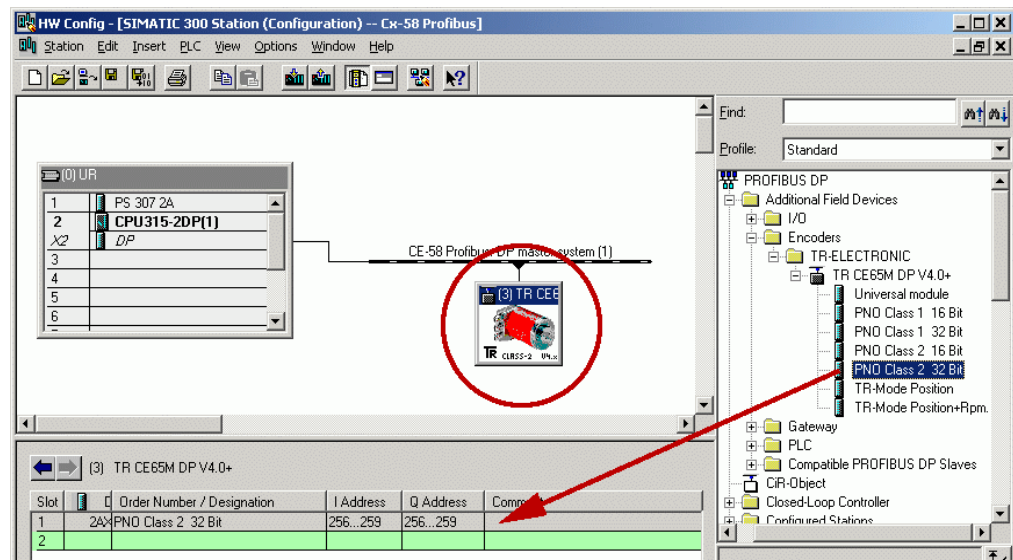 HW Config - [SIMATIC 300 Station (Configuration) -- Cx-58 Profibus]
Station Edit Insert PLC View Options Window Help
(0) UR
1 PS 307 2A
2 CPU315-2DP(1)
X2 DP
3
4
5
6
CE-58 Profibus: DP master system (1)
(3) TR CE6
TR CLASS-2 V4.x
Find:
Profile: Standard
PROFIBUS DP
Additional Field Devices
I/O
Encoders
TR-ELECTRONIC
TR CE65M DP V4.0+
Universal module
PNO Class 1 16 Bit
PNO Class 1 32 Bit
PNO Class 2 16 Bit
PNO Class 2 32 Bit
TR-Mode Position
TR-Mode Position+Rpm.
Gateway
PLC
Compatible PROFIBUS DP Slaves
CiR-Object
Closed-Loop Controller
Configured Stations
(3) TR CE65M DP V4.0+
Slot D Order Number / Designation I Address Q Address Comment
1 2AX PNO Class 2 32 Bit 256...259 256...259
2